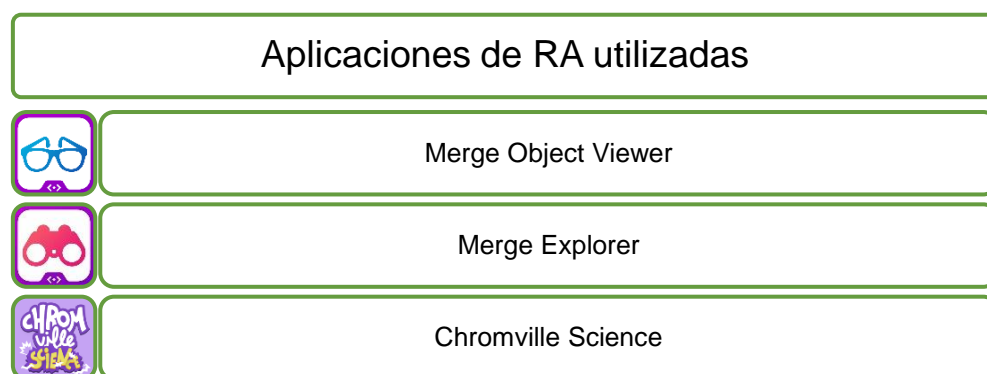 Aplicaciones de RA utilizadas
Merge Object Viewer
Merge Explorer
CHROM
Ville
SCIENCE
Chromville Science